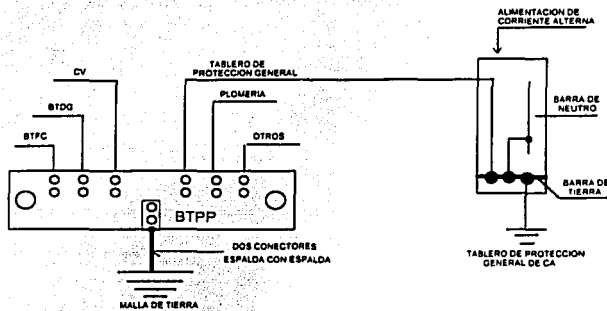 ALIMENTACION DE
CORRIENTE ALTERNA
TABLERO DE
PROTECCION GENERAL
CV
PLOMERIA
BTDG
BTFC
OTROS
BARRA DE
NEUTRO
BTPP
BARRA DE
TIERRA
DOS CONECTORES
ESPALDA CON ESPALDA
TABLERO DE PROTECCION
GENERAL DE CA
MALLA DE TIERRA